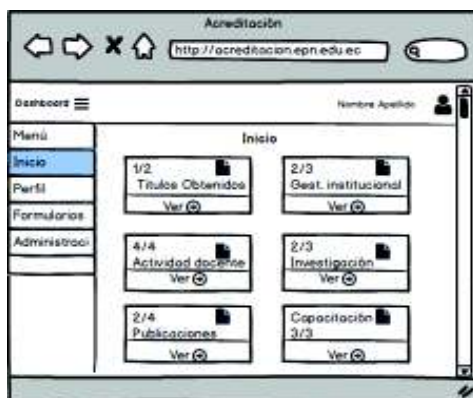 Acreditación
http://acreditacion.epn.edu.ec
Dashboard
Nombre Apellido
Menú
Inicio
Perfil
Formularios
Administraci
Inicio
1/2
Titulos Obtenidos
Ver
2/3
Gest. institucional
Ver
4/4
Actividad docente
Ver
2/3
Investigación
Ver
2/4
Publicaciones
Ver
Capacitación
3/3
Ver